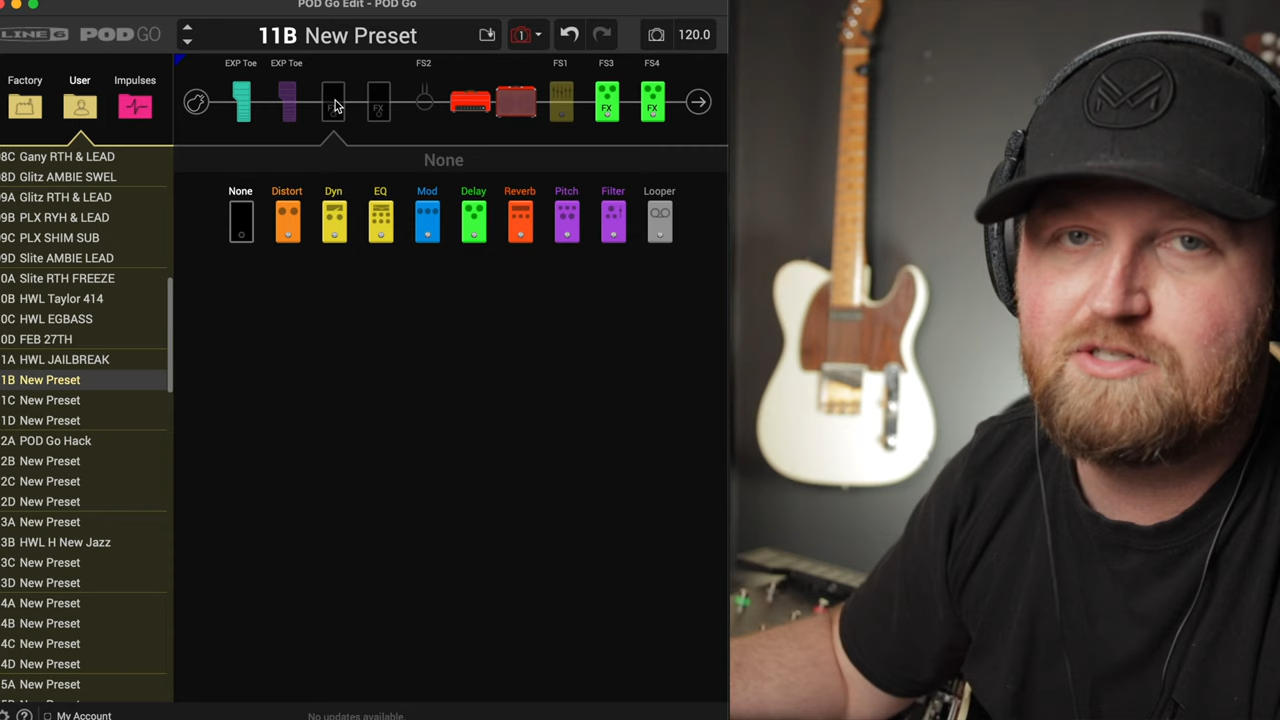 POD Go Edit - POD Go
LINE 6 POD GO
11B New Preset
1
120.0
Factory
User
Impulses
EXP Toe
EXP Toe
FS2
FS1
FS3
FS4
FX
FX
FX
None
None
Distort
Dyn
EQ
Mod
Delay
Reverb
Pitch
Filter
Looper
8C Gany RTH & LEAD
8D Glitz AMBIE SWEL
9A Glitz RTH & LEAD
9B PLX RYH & LEAD
9C PLX SHIM SUB
9D Slite AMBIE LEAD
0A Slite RTH FREEZE
0B HWL Taylor 414
0C HWL EGBASS
0D FEB 27TH
1A HWL JAILBREAK
1B New Preset
1C New Preset
1D New Preset
2A POD Go Hack
2B New Preset
2C New Preset
2D New Preset
3A New Preset
3B HWL H New Jazz
3C New Preset
3D New Preset
4A New Preset
4B New Preset
4C New Preset
4D New Preset
5A New Preset
? My Account
No updates available